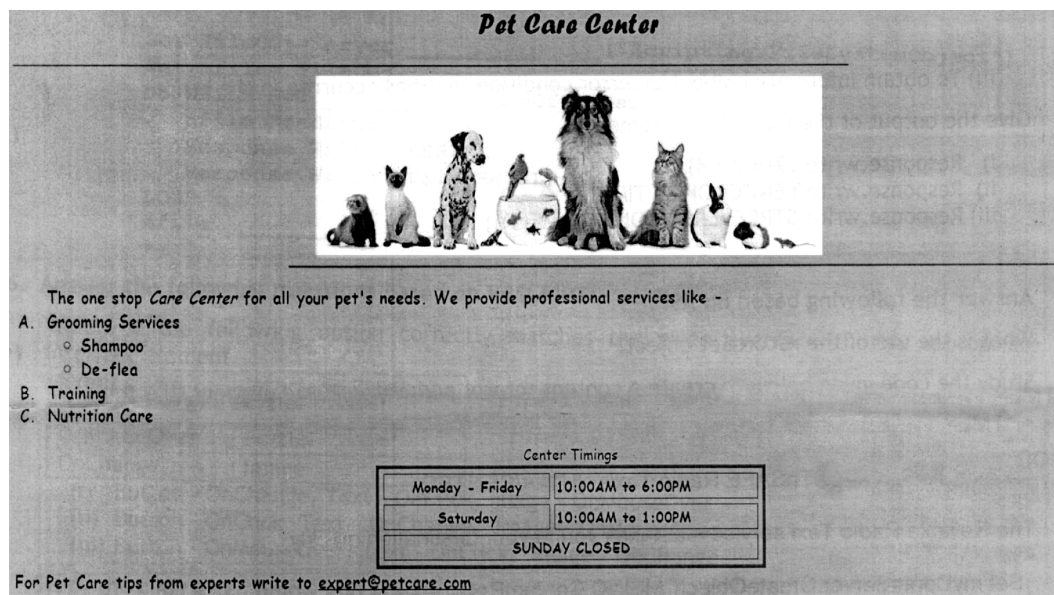 Pet Care Center
The one stop Care Center for all your pet's needs. We provide professional services like -
A. Grooming Services
○ Shampoo
○ De-flea
B. Training
C. Nutrition Care
Center Timings
Monday - Friday 10:00AM to 6:00PM
Saturday 10:00AM to 1:00PM
SUNDAY CLOSED
For Pet Care tips from experts write to expert@petcare.com